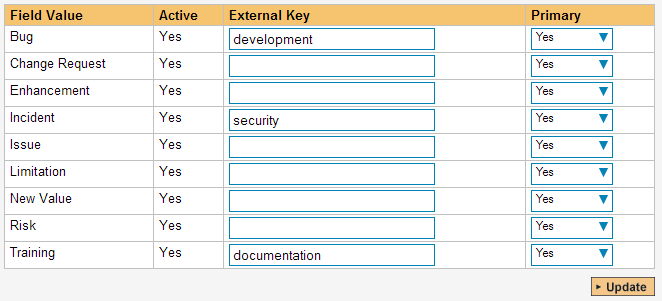 Field Value Active External Key Primary
Bug Yes development Yes
Change Request Yes Yes
Enhancement Yes Yes
Incident Yes security Yes
Issue Yes Yes
Limitation Yes Yes
New Value Yes Yes
Risk Yes Yes
Training Yes documentation Yes
Update